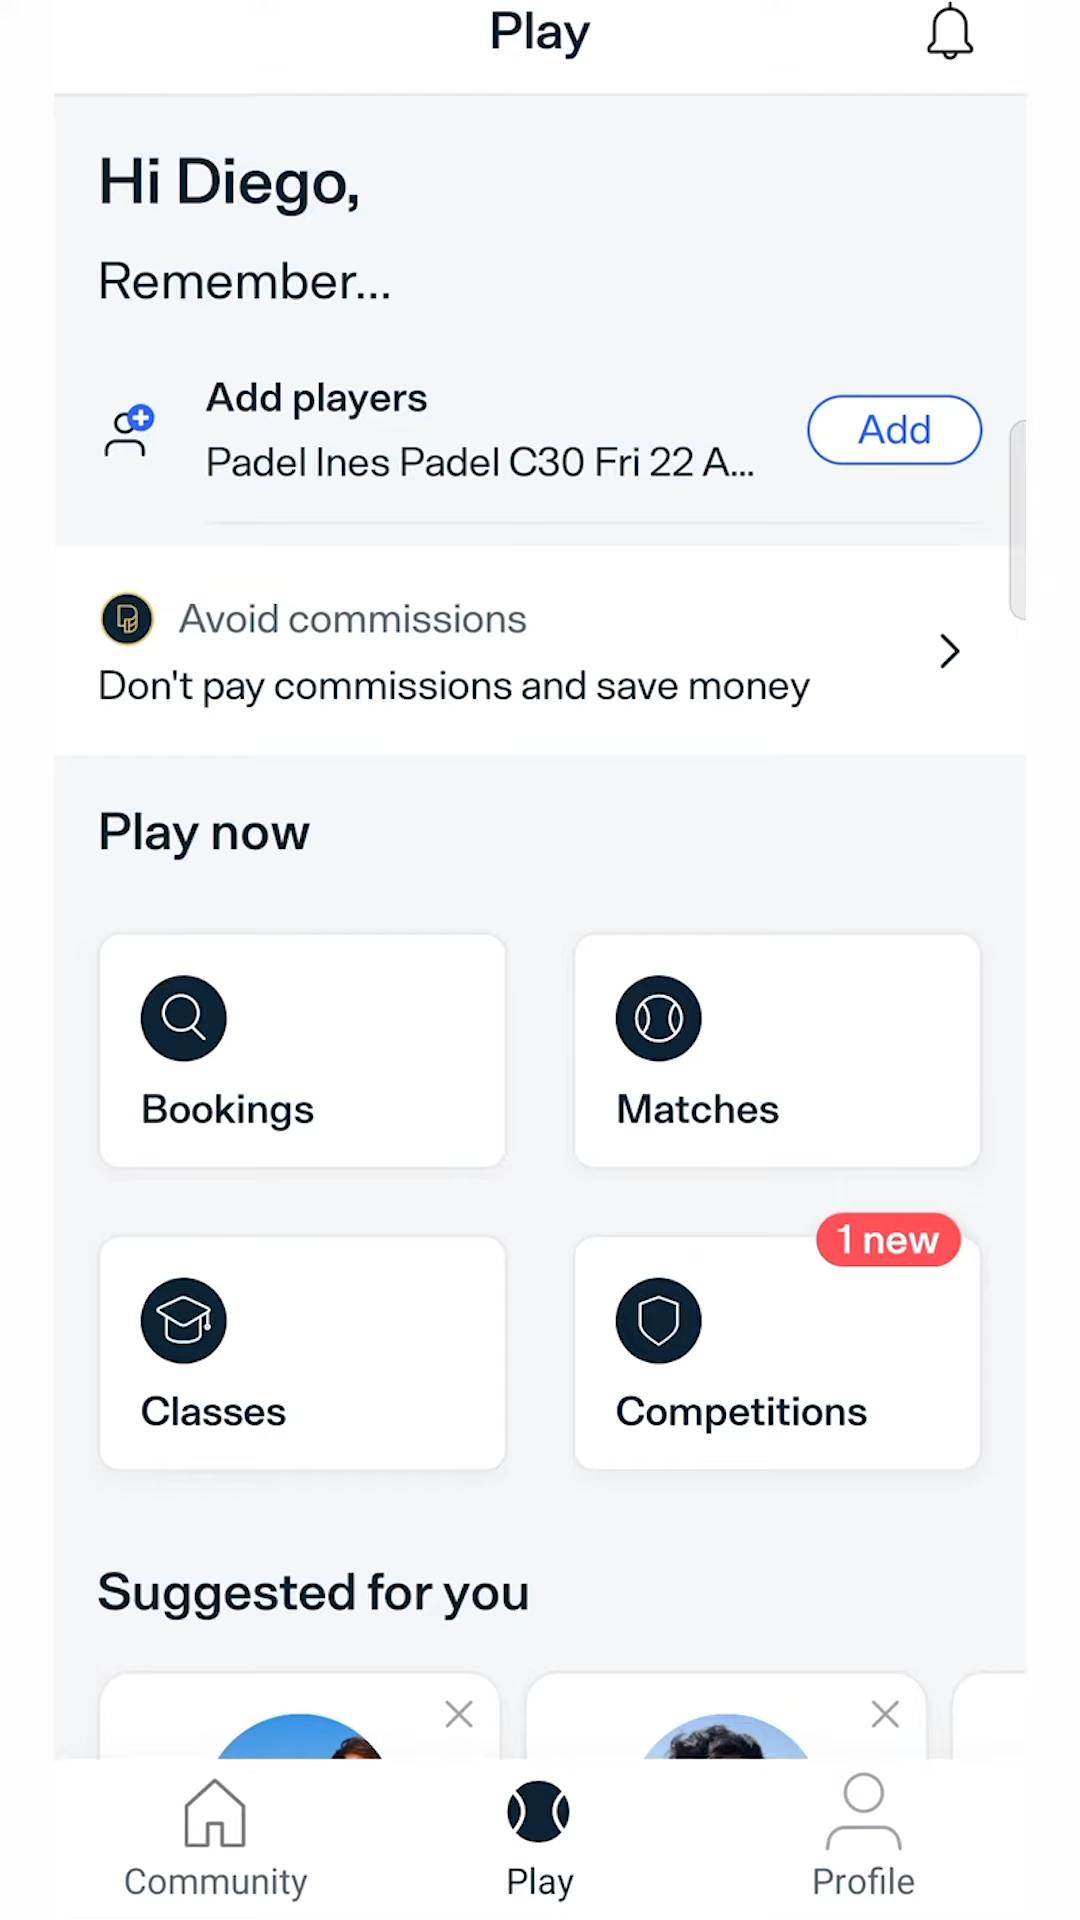 Play
Hi Diego,
Remember...
Add players
Padel Ines Padel C30 Fri 22 A...
Add
Avoid commissions
Don't pay commissions and save money
Play now
Bookings
Matches
1 new
Classes
Competitions
Suggested for you
Community
Play
Profile